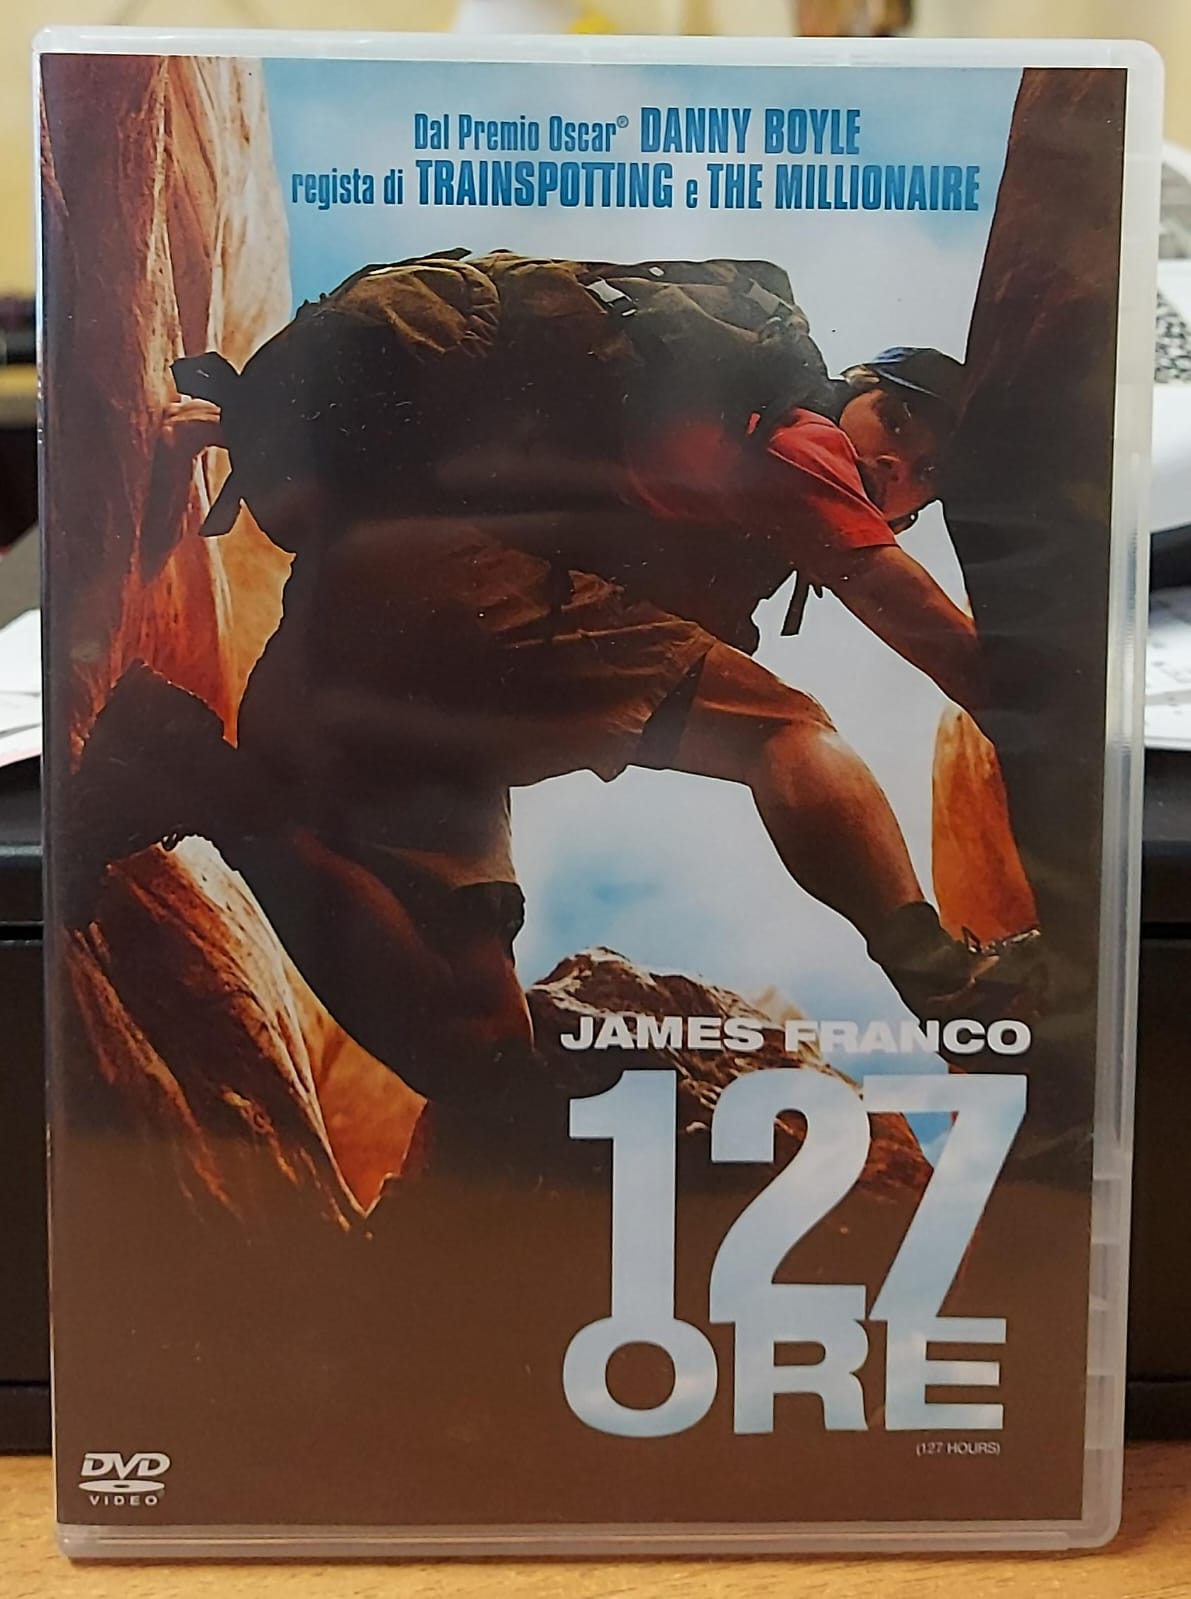 Dal Premio Oscar® DANNY BOYLE
regista di TRAINSPOTTING e THE MILLIONAIRE
JAMES FRANCO
127
ORE
(127 HOURS)
DVD
VIDEO